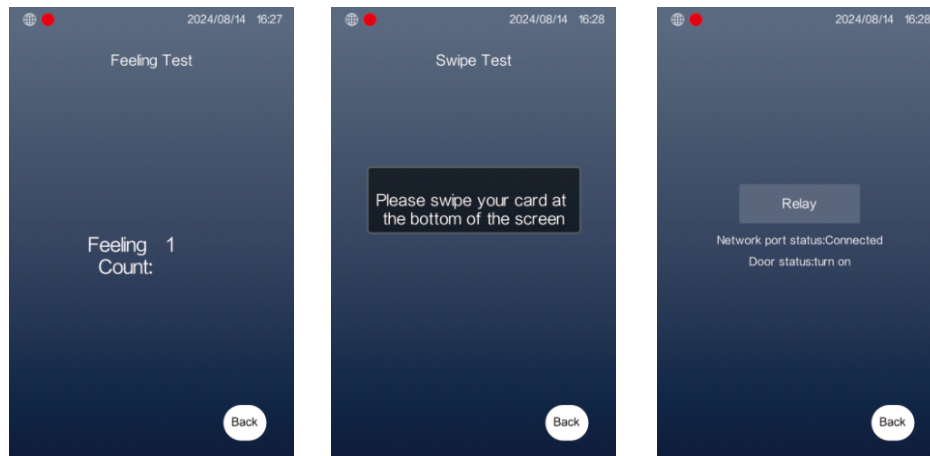 2024/08/14 16:27
Feeling Test
Feeling 1
Count:
Back
2024/08/14 16:28
Swipe Test
Please swipe your card at
the bottom of the screen
Back
2024/08/14 16:28
Relay
Network port status:Connected
Door status:turn on
Back